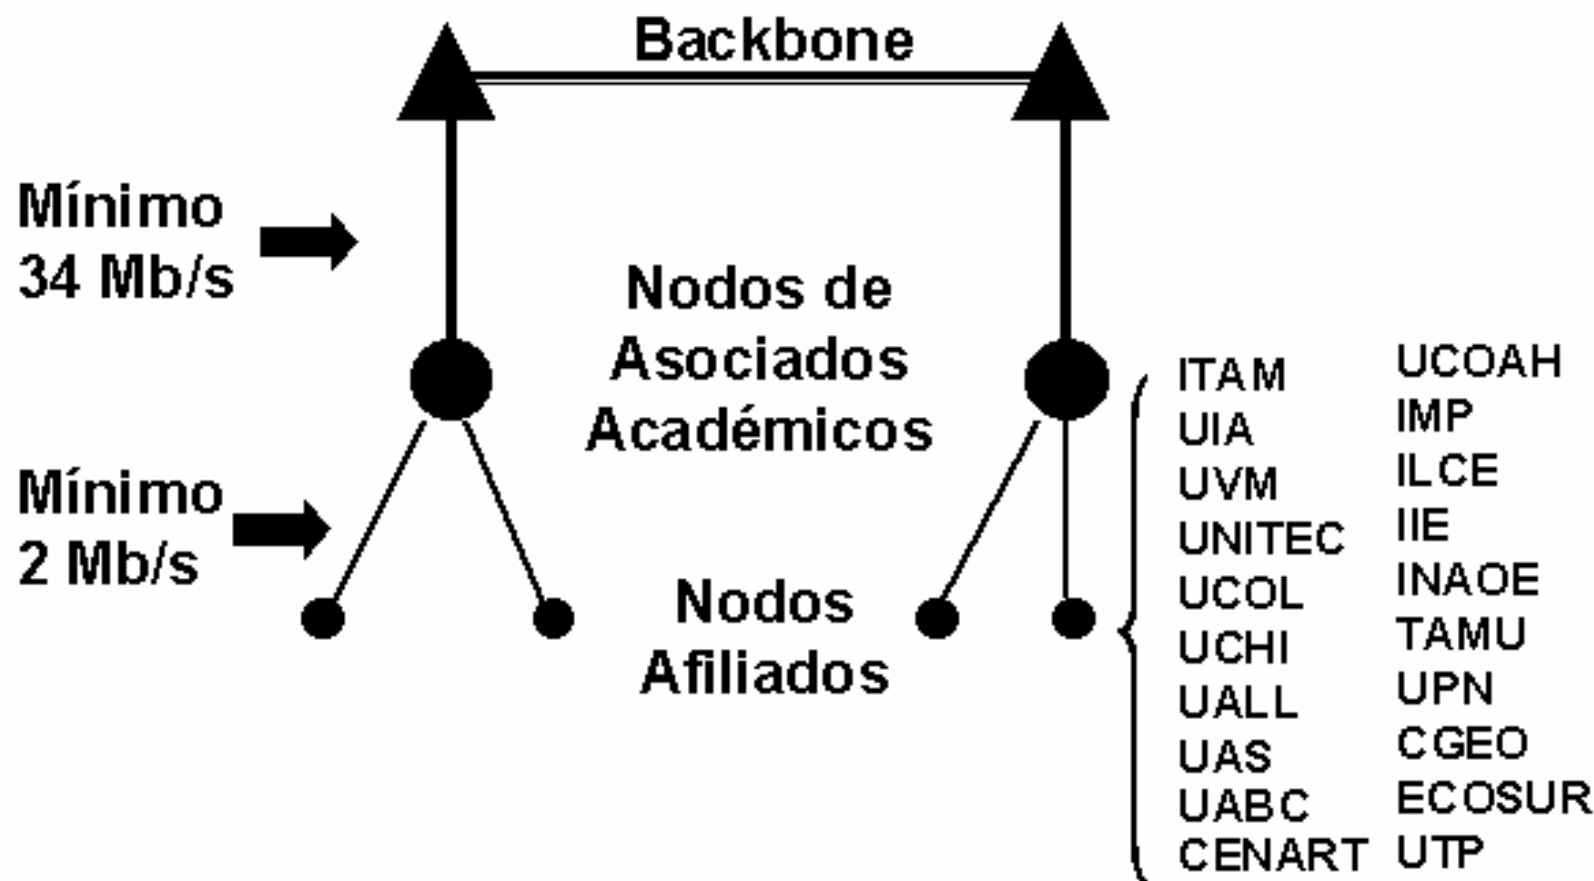 Backbone
Mínimo
34 Mb/s
Nodos de
Asociados
Académicos
Mínimo
2 Mb/s
Nodos
Afiliados
ITAM
UIA
UVM
UNITEC
UCOL
UCHI
UALL
UAS
UABC
CENART
UCOAH
IMP
ILCE
IIE
INAOE
TAMU
UPN
CGEO
ECOSUR
UTP